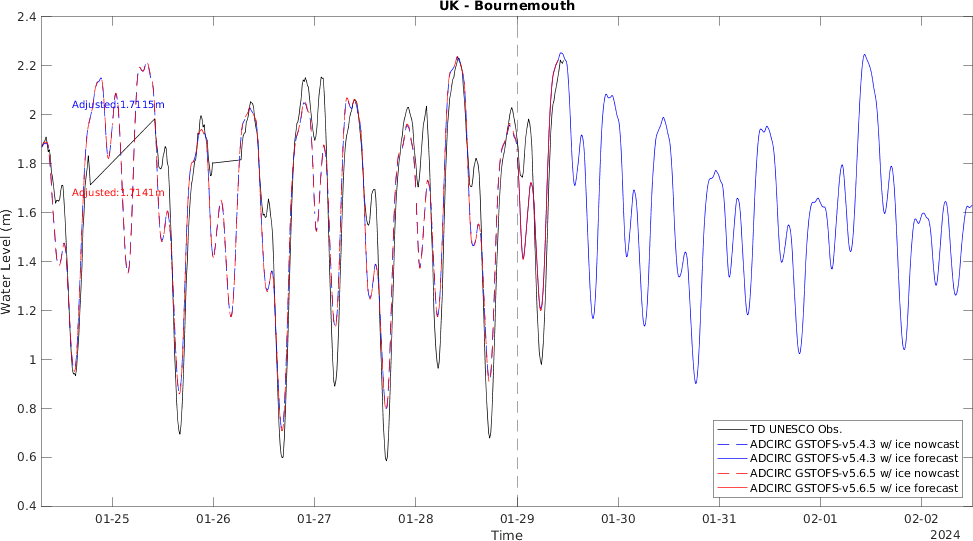 UK - Bournemouth
2.4
2.2
2
1.8
1.6
1.4
1.2
1
0.8
0.6
0.4
Water Level (m)
Adjusted:1.7115m
Adjusted:1.7141m
TD UNESCO Obs.
ADCIRC GSTOFS-v5.4.3 w/ ice nowcast
ADCIRC GSTOFS-v5.4.3 w/ ice forecast
ADCIRC GSTOFS-v5.6.5 w/ ice nowcast
ADCIRC GSTOFS-v5.6.5 w/ ice forecast
01-25 01-26 01-27 01-28 01-29 01-30 01-31 02-01 02-02
Time
2024